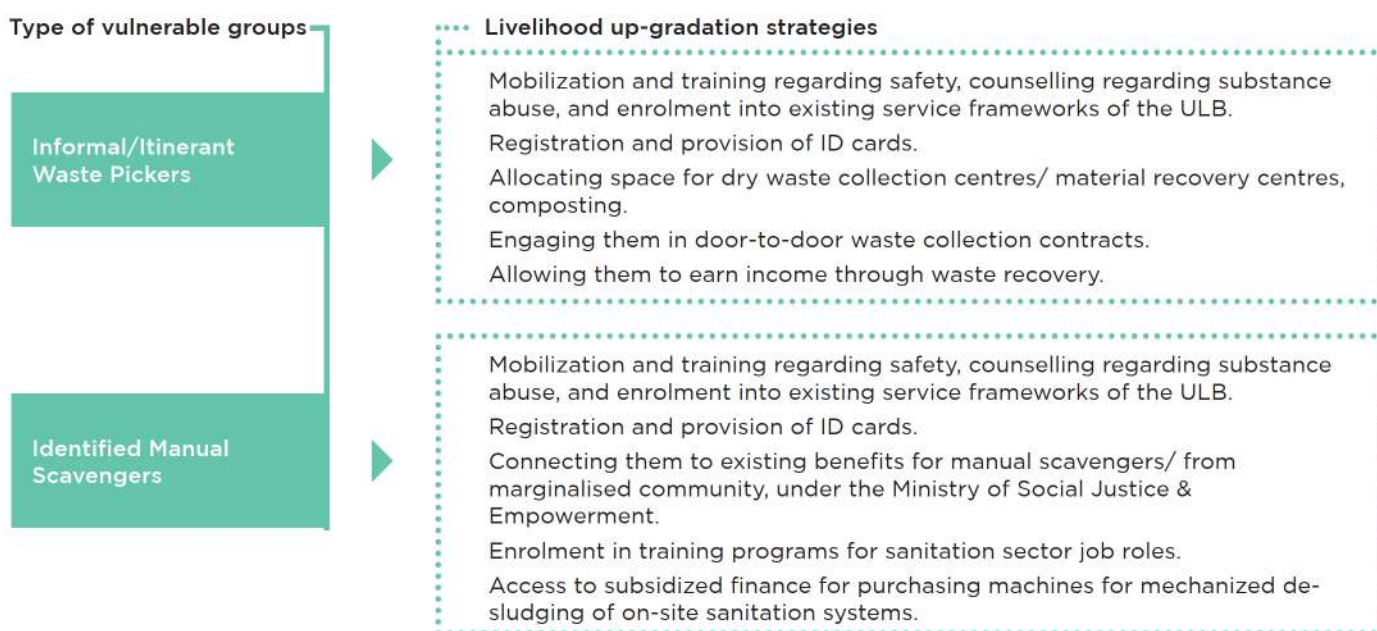 Type of vulnerable groups
Livelihood up-gradation strategies
Informal/Itinerant
Waste Pickers
Mobilization and training regarding safety, counselling regarding substance
abuse, and enrolment into existing service frameworks of the ULB.
Registration and provision of ID cards.
Allocating space for dry waste collection centres/ material recovery centres,
composting.
Engaging them in door-to-door waste collection contracts.
Allowing them to earn income through waste recovery.
Identified Manual
Scavengers
Mobilization and training regarding safety, counselling regarding substance
abuse, and enrolment into existing service frameworks of the ULB.
Registration and provision of ID cards.
Connecting them to existing benefits for manual scavengers/ from
marginalised community, under the Ministry of Social Justice &
Empowerment.
Enrolment in training programs for sanitation sector job roles.
Access to subsidized finance for purchasing machines for mechanized de-
sludging of on-site sanitation systems.